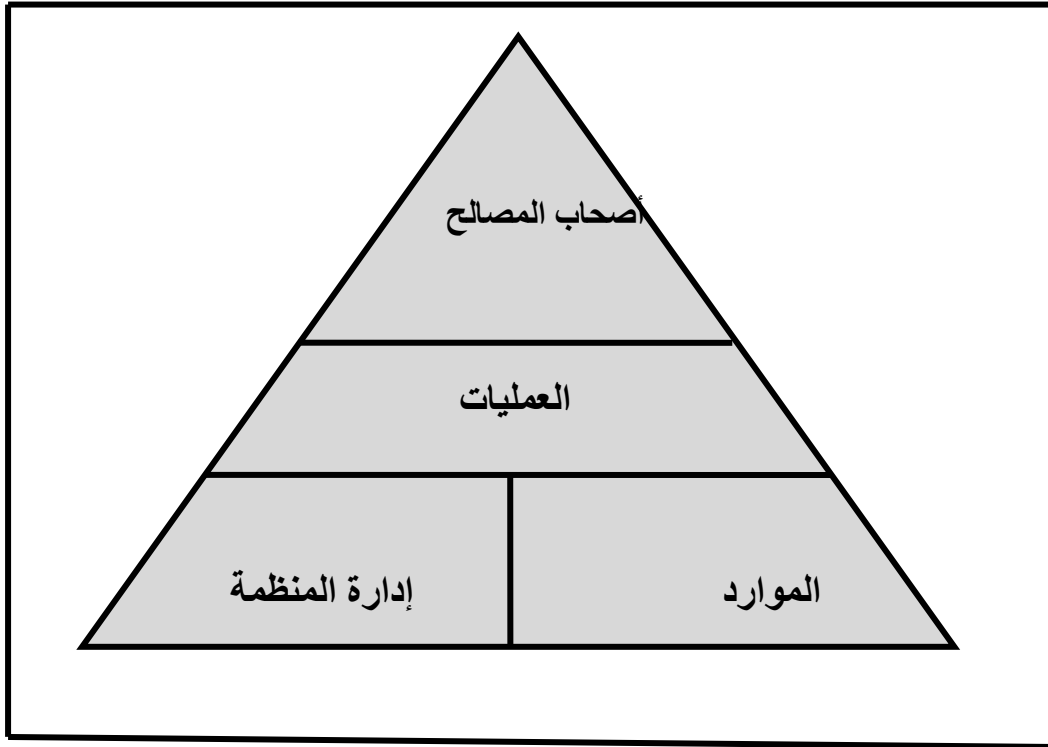 أصحاب المصالح
العمليات
الموارد
إدارة المنظمة